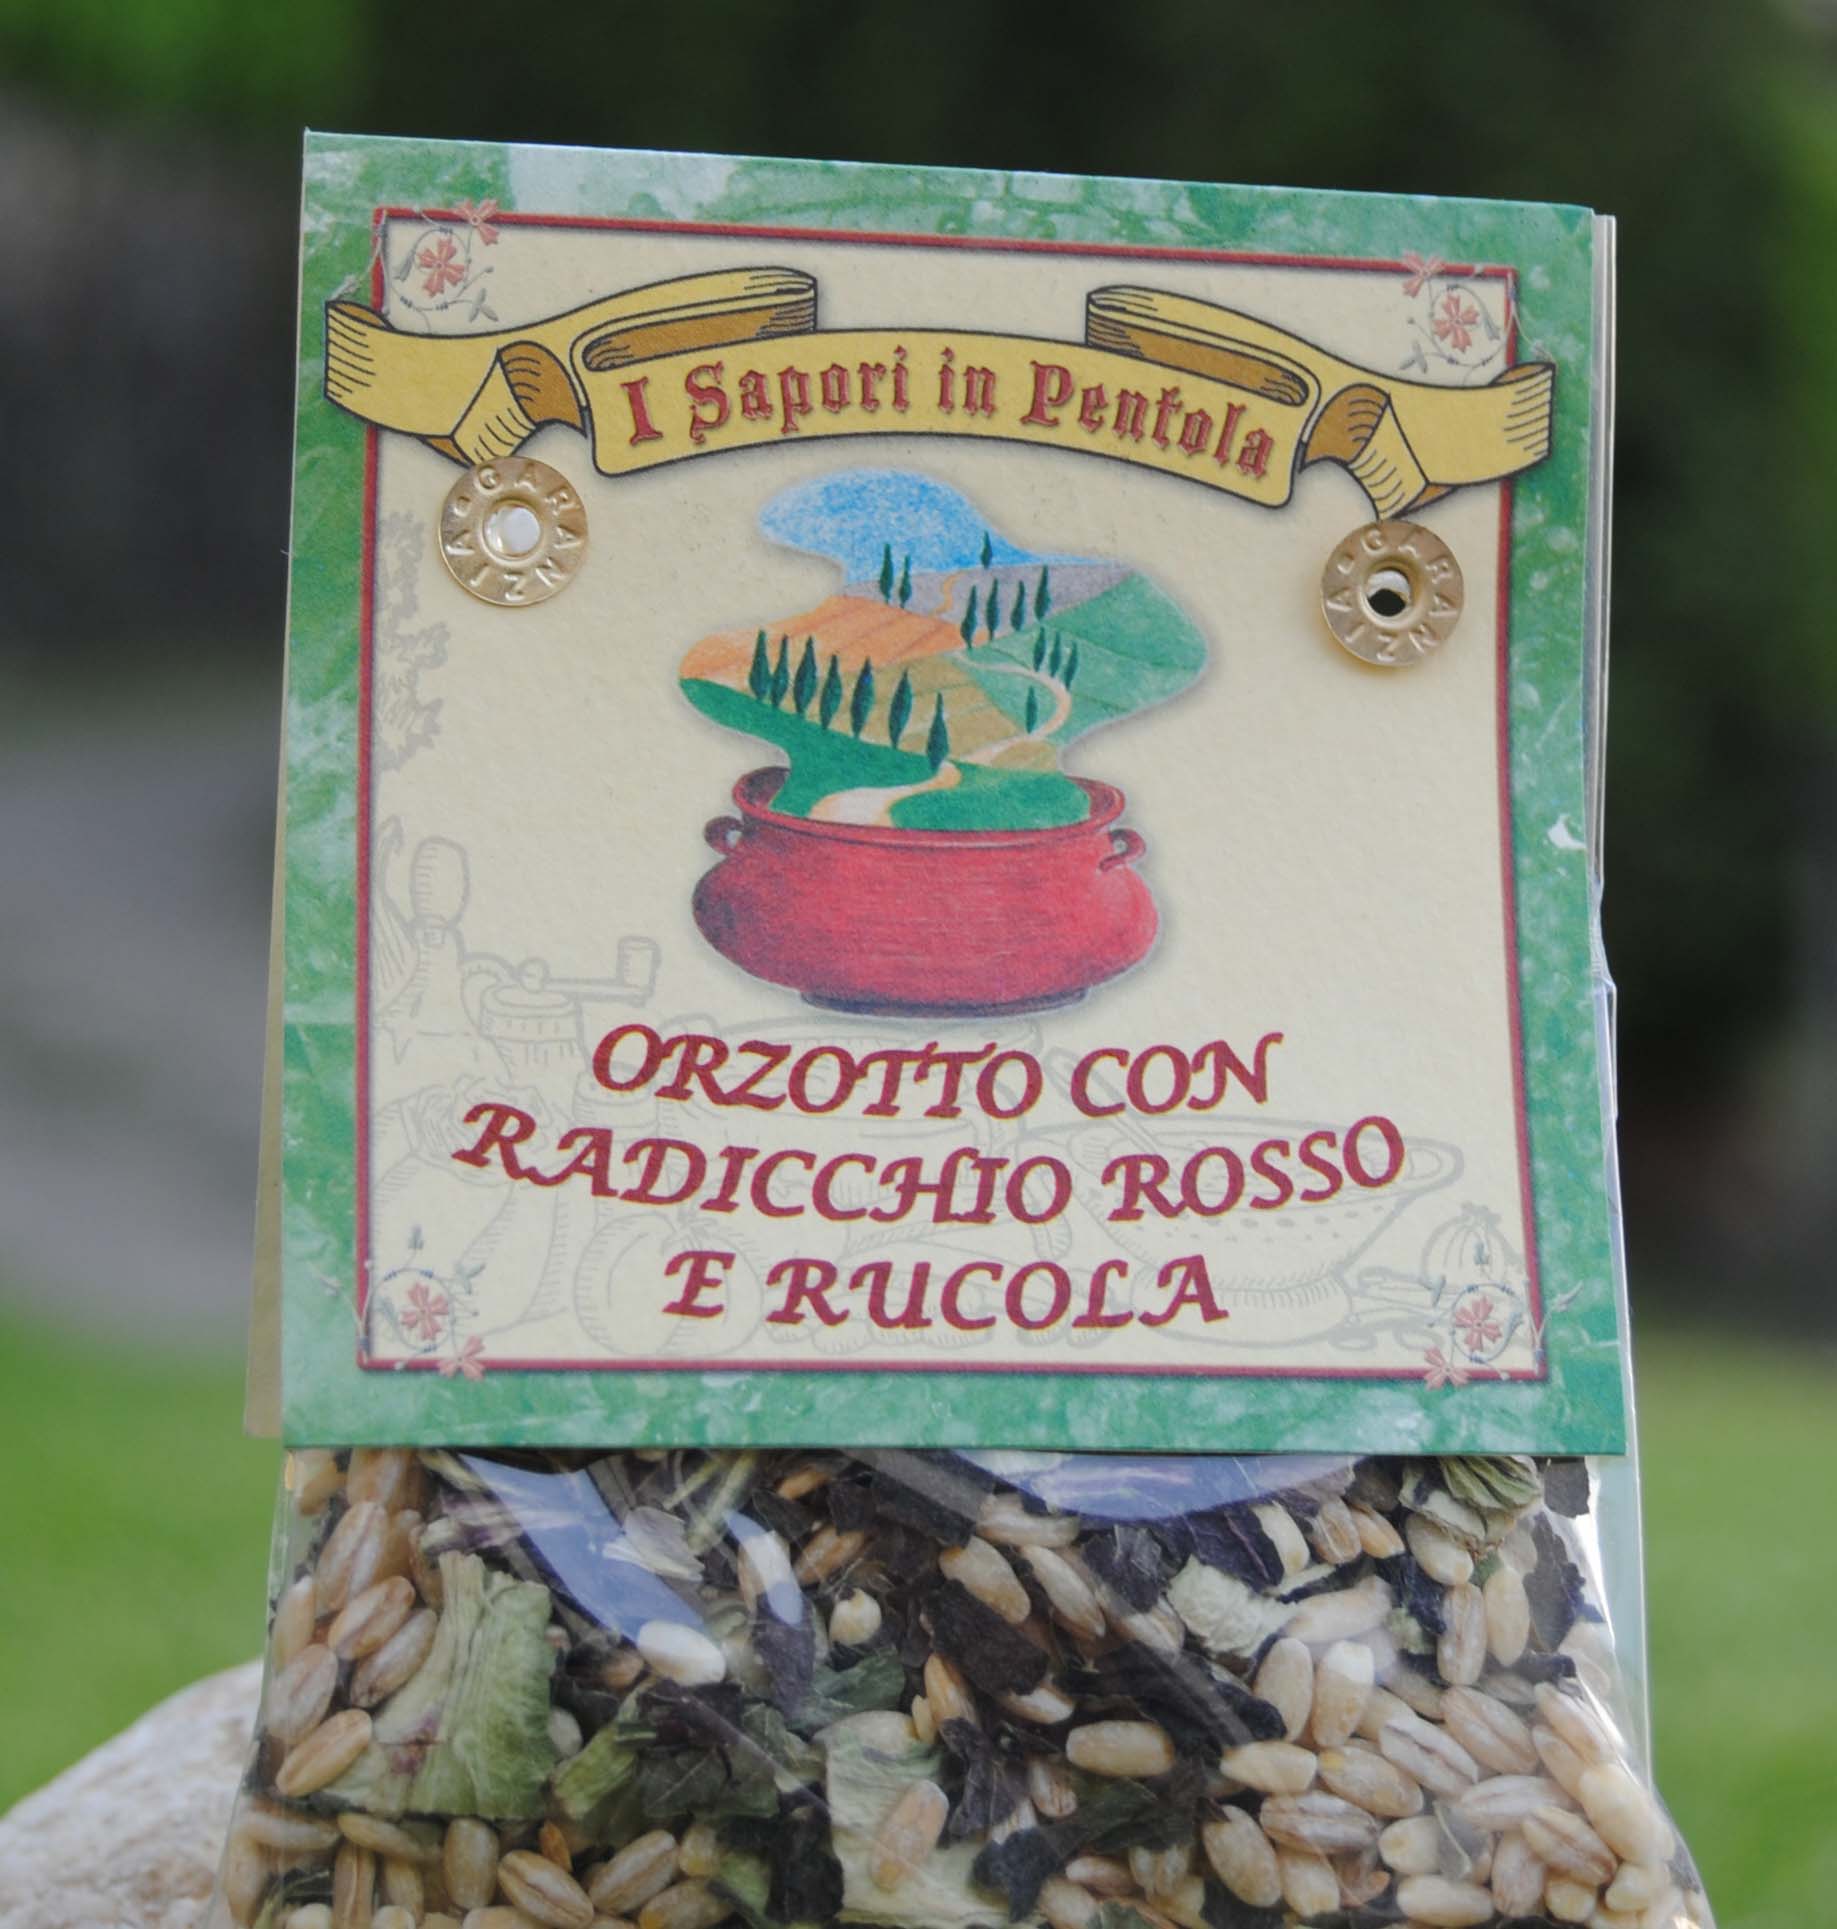 I Sapori in Pentola
GARANZIA
GARANZIA
ORZOTTO CON
RADICCHIO ROSSO
E RUCOLA